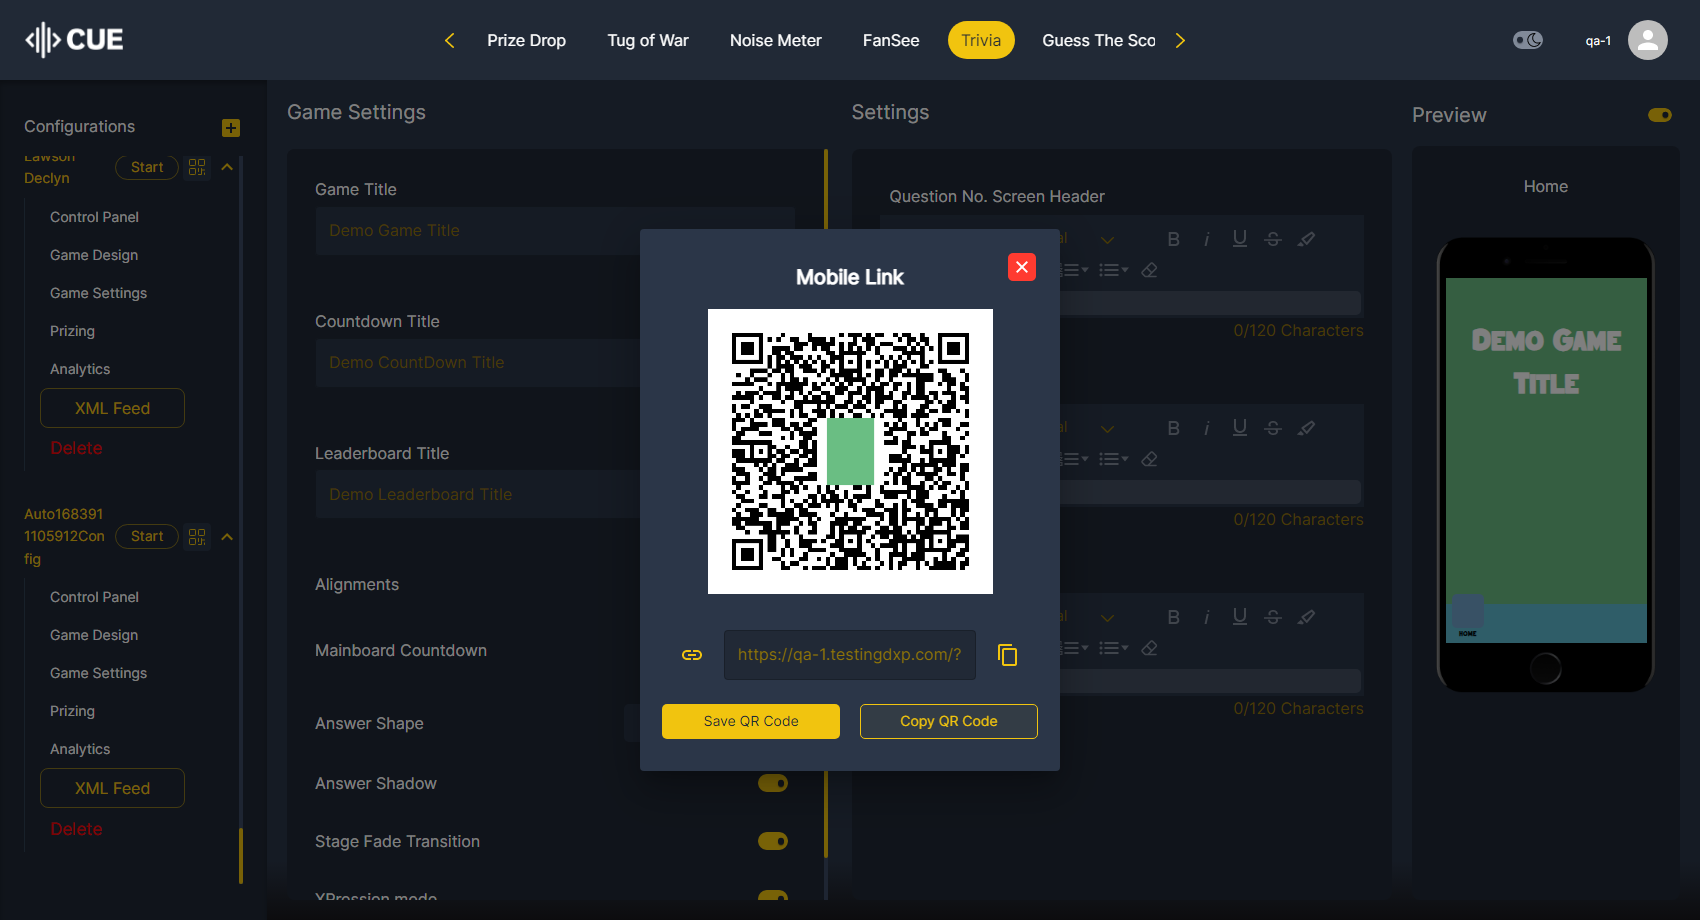 CUE
Prize Drop
Tug of War
Noise Meter
FanSee
Trivia
Guess The Sco
qa-1
Configurations
Lawson
Declyn
Start
Control Panel
Game Design
Game Settings
Prizing
Analytics
XML Feed
Delete
Auto168391
1105912Con
fig
Start
Control Panel
Game Design
Game Settings
Prizing
Analytics
XML Feed
Delete
Game Settings
Game Title
Demo Game Title
Countdown Title
Demo CountDown Title
Leaderboard Title
Demo Leaderboard Title
Alignments
Mainboard Countdown
Answer Shape
Answer Shadow
Stage Fade Transition
XPression mode
Mobile Link
https://qa-1.testingdxp.com/?
Save QR Code
Copy QR Code
Settings
Question No. Screen Header
B i U S
0/120 Characters
B i U S
0/120 Characters
B i U S
0/120 Characters
Preview
Home
Demo Game
Title
HOME